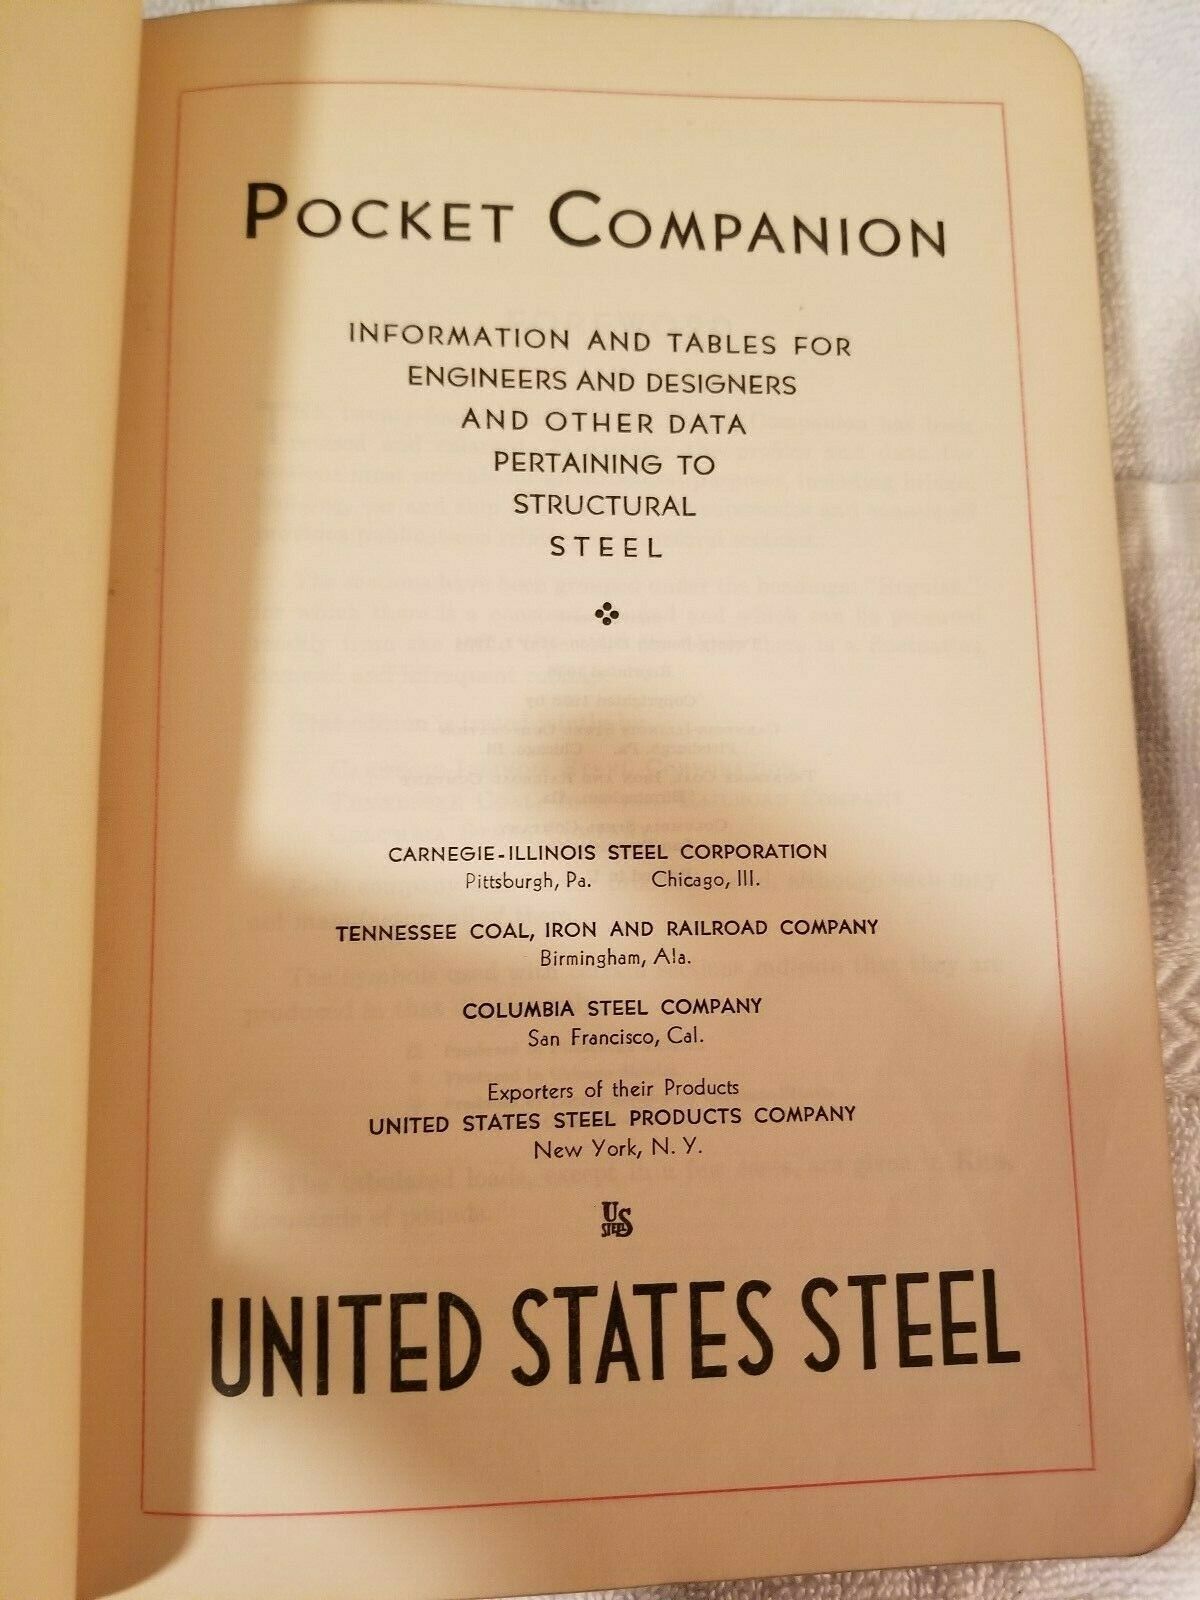 POCKET COMPANION
INFORMATION AND TABLES FOR
ENGINEERS AND DESIGNERS
AND OTHER DATA
PERTAINING TO
STRUCTURAL
STEEL
CARNEGIE-ILLINOIS STEEL CORPORATION
Pittsburgh, Pa. Chicago, Ill.
TENNESSEE COAL, IRON AND RAILROAD COMPANY
Birmingham, Ala.
COLUMBIA STEEL COMPANY
San Francisco, Cal.
Exporters of their Products
UNITED STATES STEEL PRODUCTS COMPANY
New York, N. Y.
US
STEEL
UNITED STATES STEEL